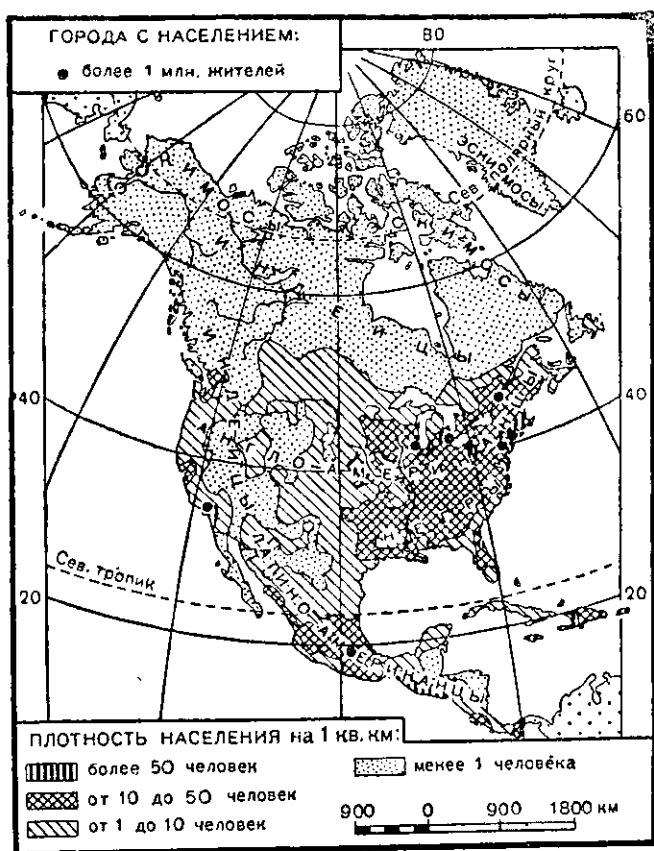 ГОРОДА С НАСЕЛЕНИЕМ:
более 1 млн. жителей
80
60
Сев. полярный круг
ЭСКИМОСЫ
ЭСКИМОСЫ
ИНДЕЙЦЫ
ИНДЕЙЦЫ
40
40
АНГЛО-АМЕРИКАНЦЫ
НЕГРЫ
ЛАТИНО-АМЕРИКАНЦЫ
Сев. тропик
20
20
ПЛОТНОСТЬ НАСЕЛЕНИЯ на 1 кв. км:
более 50 человек
менее 1 человека
от 10 до 50 человек
от 1 до 10 человек
900 0 900 1800 км